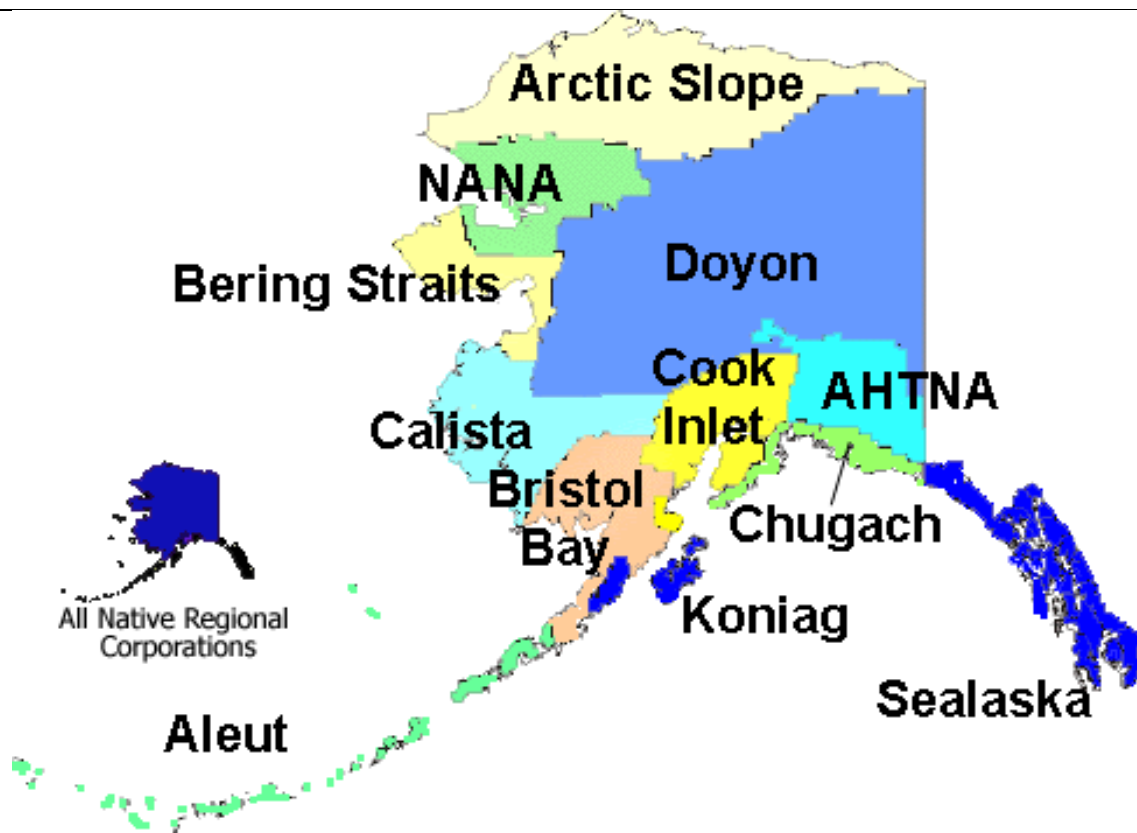 Arctic Slope
NANA
Doyon
Bering Straits
Cook
Inlet
AHTNA
Calista
Bristol
Bay
Chugach
Koniag
All Native Regional
Corporations
Sealaska
Aleut